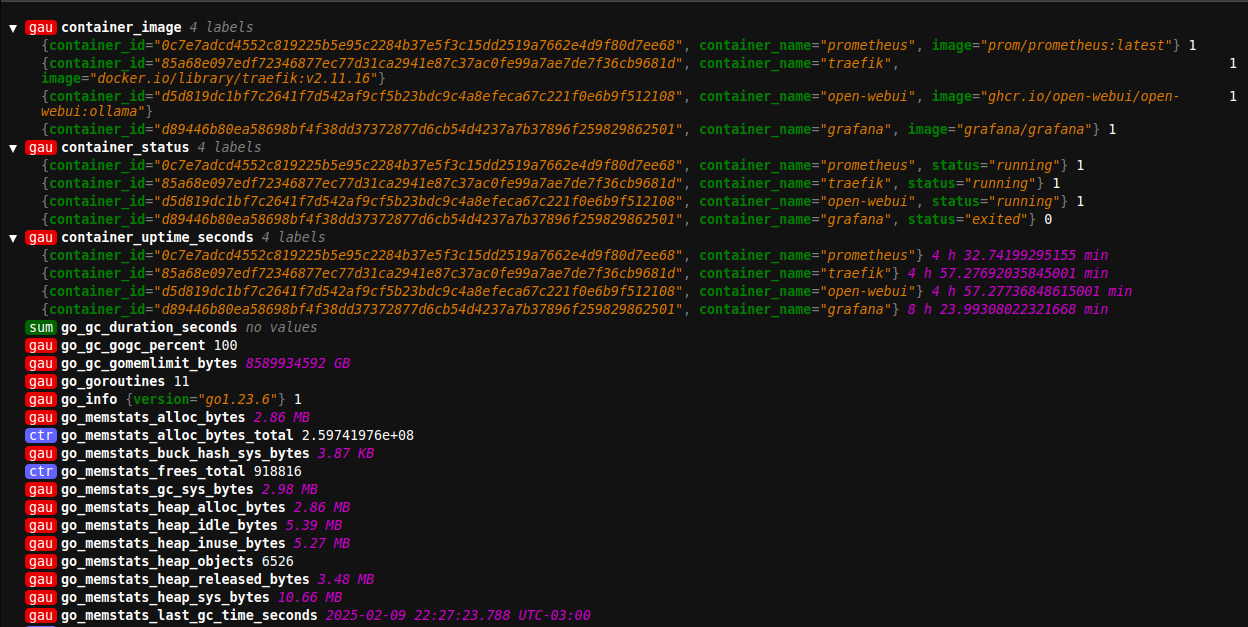 ▼ gau container_image 4 labels
{container_id="0c7e7adcd4552c819225b5e95c2284b37e5f3c15dd2519a7662e4d9f80d7ee68", container_name="prometheus", image="prom/prometheus:latest"} 1
{container_id="85a68e097edf72346877ec77d31ca2941e87c37ac0fe99a7ae7de7f36cb9681d", container_name="traefik", 1
image="docker.io/library/traefik:v2.11.16"}
{container_id="d5d819dc1bf7c2641f7d542af9cf5b23bdc9c4a8efeca67c221f0e6b9f512108", container_name="open-webui", image="ghcr.io/open-webui/open- 1
webui:ollama"}
{container_id="d89446b80ea58698bf4f38dd37372877d6cb54d4237a7b37896f259829862501", container_name="grafana", image="grafana/grafana"} 1
▼ gau container_status 4 labels
{container_id="0c7e7adcd4552c819225b5e95c2284b37e5f3c15dd2519a7662e4d9f80d7ee68", container_name="prometheus", status="running"} 1
{container_id="85a68e097edf72346877ec77d31ca2941e87c37ac0fe99a7ae7de7f36cb9681d", container_name="traefik", status="running"} 1
{container_id="d5d819dc1bf7c2641f7d542af9cf5b23bdc9c4a8efeca67c221f0e6b9f512108", container_name="open-webui", status="running"} 1
{container_id="d89446b80ea58698bf4f38dd37372877d6cb54d4237a7b37896f259829862501", container_name="grafana", status="exited"} 0
▼ gau container_uptime_seconds 4 labels
{container_id="0c7e7adcd4552c819225b5e95c2284b37e5f3c15dd2519a7662e4d9f80d7ee68", container_name="prometheus"} 4 h 32.74199295155 min
{container_id="85a68e097edf72346877ec77d31ca2941e87c37ac0fe99a7ae7de7f36cb9681d", container_name="traefik"} 4 h 57.27692035845001 min
{container_id="d5d819dc1bf7c2641f7d542af9cf5b23bdc9c4a8efeca67c221f0e6b9f512108", container_name="open-webui"} 4 h 57.27736848615001 min
{container_id="d89446b80ea58698bf4f38dd37372877d6cb54d4237a7b37896f259829862501", container_name="grafana"} 8 h 23.99308022321668 min
sum go_gc_duration_seconds no values
gau go_gc_gogc_percent 100
gau go_gc_gomemlimit_bytes 8589934592 GB
gau go_goroutines 11
gau go_info {version="go1.23.6"} 1
gau go_memstats_alloc_bytes 2.86 MB
ctr go_memstats_alloc_bytes_total 2.59741976e+08
gau go_memstats_buck_hash_sys_bytes 3.87 KB
ctr go_memstats_frees_total 918816
gau go_memstats_gc_sys_bytes 2.98 MB
gau go_memstats_heap_alloc_bytes 2.86 MB
gau go_memstats_heap_idle_bytes 5.39 MB
gau go_memstats_heap_inuse_bytes 5.27 MB
gau go_memstats_heap_objects 6526
gau go_memstats_heap_released_bytes 3.48 MB
gau go_memstats_heap_sys_bytes 10.66 MB
gau go_memstats_last_gc_time_seconds 2025-02-09 22:27:23.788 UTC-03:00